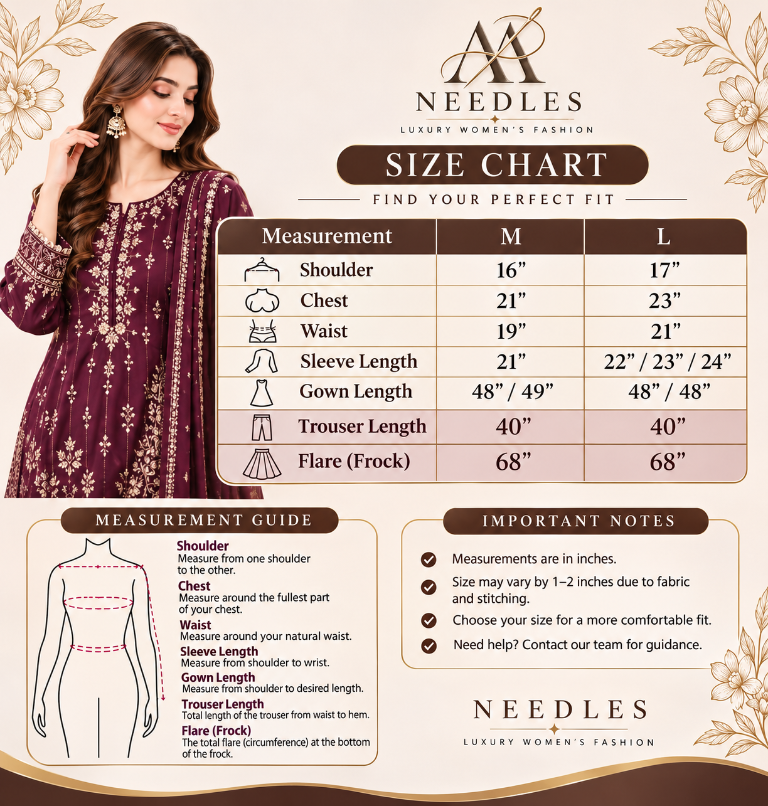 NEEDLES
LUXURY WOMEN'S FASHION
SIZE CHART
FIND YOUR PERFECT FIT
Measurement M L
Shoulder 16” 17”
Chest 21” 23”
Waist 19” 21”
Sleeve Length 21” 22” / 23” / 24”
Gown Length 48” / 49” 48” / 48”
Trouser Length 40” 40”
Flare (Frock) 68” 68”
MEASUREMENT GUIDE
Shoulder
Measure from one shoulder
to the other.
Chest
Measure around the fullest part
of your chest.
Waist
Measure around your natural waist.
Sleeve Length
Measure from shoulder to wrist.
Gown Length
Measure from shoulder to desired length.
Trouser Length
Total length of the trouser from waist to hem.
Flare (Frock)
The total flare (circumference) at the bottom
of the frock.
IMPORTANT NOTES
Measurements are in inches.
Size may vary by 1–2 inches due to fabric
and stitching.
Choose your size for a more comfortable fit.
Need help? Contact our team for guidance.
NEEDLES
LUXURY WOMEN'S FASHION